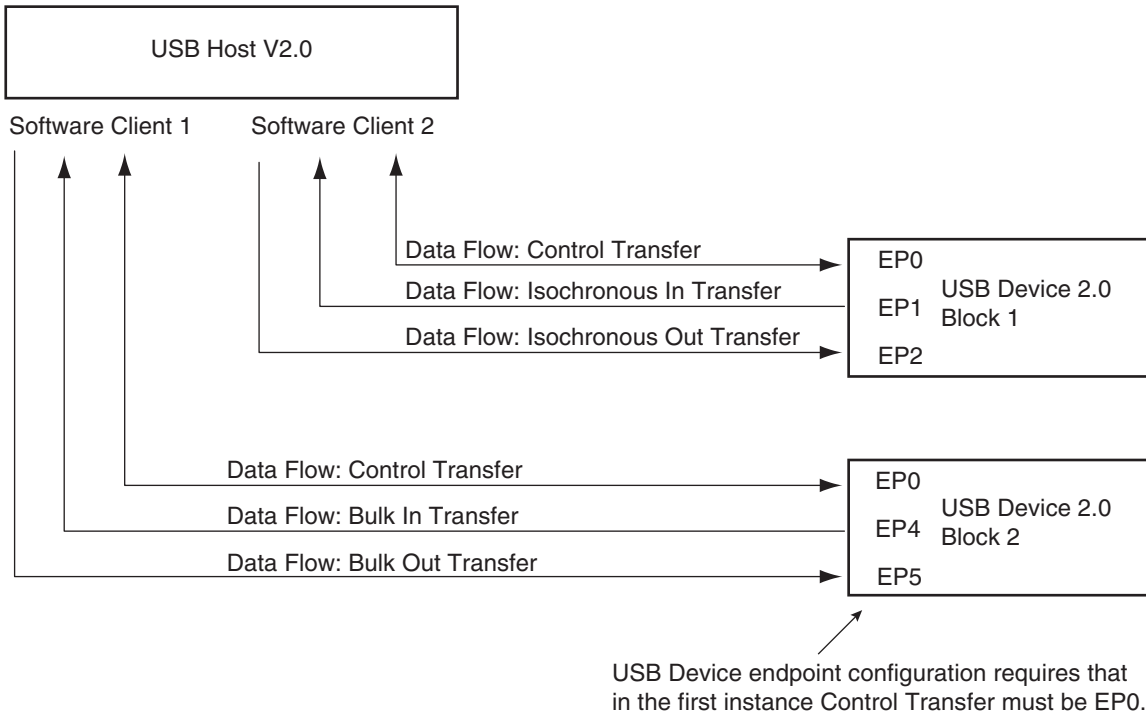 USB Host V2.0
Software Client 1
Software Client 2
Data Flow: Control Transfer
Data Flow: Isochronous In Transfer
Data Flow: Isochronous Out Transfer
EP0
EP1
EP2
USB Device 2.0
Block 1
Data Flow: Control Transfer
Data Flow: Bulk In Transfer
Data Flow: Bulk Out Transfer
EP0
EP4
EP5
USB Device 2.0
Block 2
USB Device endpoint configuration requires that
in the first instance Control Transfer must be EP0.